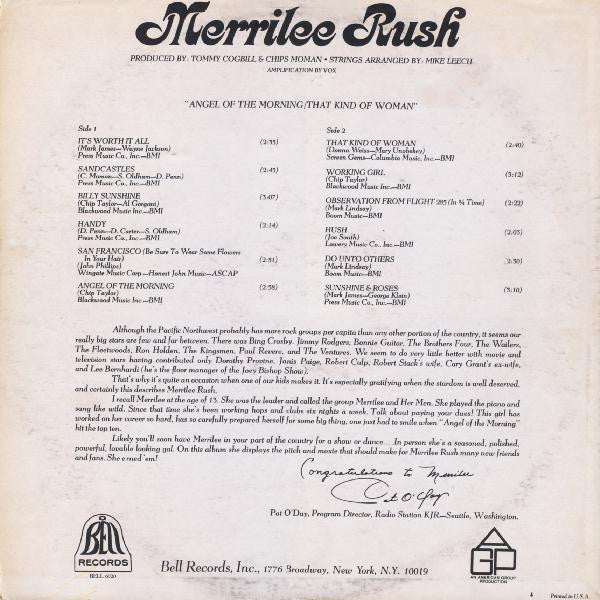 Merrilee Rush
PRODUCED BY: TOMMY COGBILL & CHIPS MOMAN • STRINGS ARRANGED BY: MIKE LEECH
AMPLIFICATION BY VOX
"ANGEL OF THE MORNING/THAT KIND OF WOMAN"
Side 1
IT'S WORTH IT ALL (2:35)
(Mark James—Wayne Jackson)
Press Music Co., Inc.—BMI
SANDCASTLES (2:45)
(C. Moman—S. Oldham—D. Penn)
Press Music Co., Inc.—BMI
BILLY SUNSHINE (3:07)
(Chip Taylor—Al Gorgoni)
Blackwood Music Inc.—BMI
HANDY (2:14)
(D. Penn—D. Carter—S. Oldham)
Press Music Co., Inc.—BMI
SAN FRANCISCO (Be Sure To Wear Some Flowers
In Your Hair) (2:51)
(John Phillips)
Wingate Music Corp.—Honest John Music—ASCAP
ANGEL OF THE MORNING (2:58)
(Chip Taylor)
Blackwood Music Inc.—BMI
Side 2
THAT KIND OF WOMAN (2:40)
(Donna Weiss—Mary Unobskey)
Screen Gems—Columbia Music, Inc.—BMI
WORKING GIRL (3:12)
(Chip Taylor)
Blackwood Music Inc.—BMI
OBSERVATION FROM FLIGHT 285 (In ¾ Time) (2:22)
(Mark Lindsay)
Boom Music—BMI
HUSH (2:05)
(Joe South)
Lowery Music Co., Inc.—BMI
DO UNTO OTHERS (2:30)
(Mark Lindsay)
Boom Music—BMI
SUNSHINE & ROSES (3:10)
(Mark James—George Klein)
Press Music Co., Inc.—BMI
Although the Pacific Northwest probably has more rock groups per capita than any other portion of the country, it seems our
really big stars are few and far between. There was Bing Crosby, Jimmy Rodgers, Bonnie Guitar, The Brothers Four, The Wailers,
The Fleetwoods, Ron Holden, The Kingsmen, Paul Revere, and The Ventures. We seem to do very little better with movie and
television stars having contributed only Dorothy Provine, Janis Paige, Robert Culp, Robert Stack's wife, Cary Grant's ex-wife,
and Lee Bernhardi (he's the floor manager of the Joey Bishop Show).
That's why it's quite an occasion when one of our kids makes it. It's especially gratifying when the stardom is well deserved,
and certainly this describes Merrilee Rush.
I recall Merrilee at the age of 15. She was the leader and called the group Merrilee and Her Men. She played the piano and
sang like wild. Since that time she's been working hops and clubs six nights a week. Talk about paying your dues! This girl has
worked on her career so hard, has so carefully prepared herself for some big thing, one just had to smile when "Angel of the Morning"
hit the top ten.
Likely you'll soon have Merrilee in your part of the country for a show or dance... In person she's a seasoned, polished,
powerful, lovable looking gal. On this album she displays the pitch and moxie that should make for Merrilee Rush many new friends
and fans. She earned 'em!
Congratulations to Merrilee
Pat O'Day
Pat O'Day, Program Director, Radio Station KJR—Seattle, Washington.
BELL
RECORDS
BELL 6020
Bell Records, Inc., 1776 Broadway, New York, N.Y. 10019
AGP
AN AMERICAN GROUP
PRODUCTION
4 Printed in U.S.A.